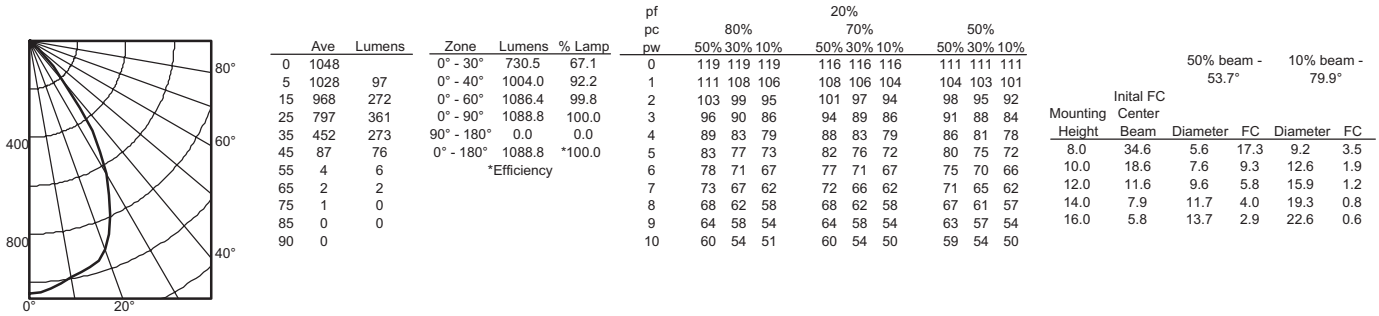 80°
60°
40°
20°
0°
400
800
Ave Lumens
0 1048
5 1028 97
15 968 272
25 797 361
35 452 273
45 87 76
55 4 6
65 2 2
75 1 0
85 0 0
90 0
Zone Lumens % Lamp
0° - 30° 730.5 67.1
0° - 40° 1004.0 92.2
0° - 60° 1086.4 99.8
0° - 90° 1088.8 100.0
90° - 180° 0.0 0.0
0° - 180° 1088.8 *100.0
*Efficiency
pf 20%
pc 80% 70% 50%
pw 50% 30% 10% 50% 30% 10% 50% 30% 10%
0 119 119 119 116 116 116 111 111 111
1 111 108 106 108 106 104 104 103 101
2 103 99 95 101 97 94 98 95 92
3 96 90 86 94 89 86 91 88 84
4 89 83 79 88 83 79 86 81 78
5 83 77 73 82 76 72 80 75 72
6 78 71 67 77 71 67 75 70 66
7 73 67 62 72 66 62 71 65 62
8 68 62 58 68 62 58 67 61 57
9 64 58 54 64 58 54 63 57 54
10 60 54 51 60 54 50 59 54 50
50% beam - 10% beam -
53.7° 79.9°
Inital FC
Mounting Center
Height Beam Diameter FC Diameter FC
8.0 34.6 5.6 17.3 9.2 3.5
10.0 18.6 7.6 9.3 12.6 1.9
12.0 11.6 9.6 5.8 15.9 1.2
14.0 7.9 11.7 4.0 19.3 0.8
16.0 5.8 13.7 2.9 22.6 0.6